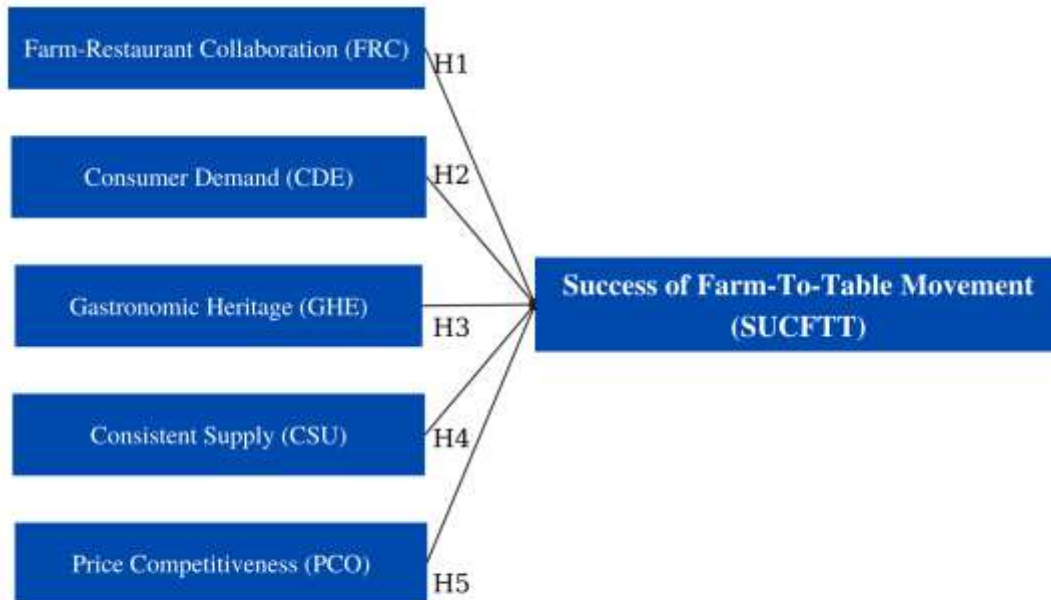 Farm-Restaurant Collaboration (FRC)
H1
Consumer Demand (CDE)
H2
Gastronomic Heritage (GHE)
H3
Consistent Supply (CSU)
H4
Price Competitiveness (PCO)
H5
Success of Farm-To-Table Movement
(SUCFTT)